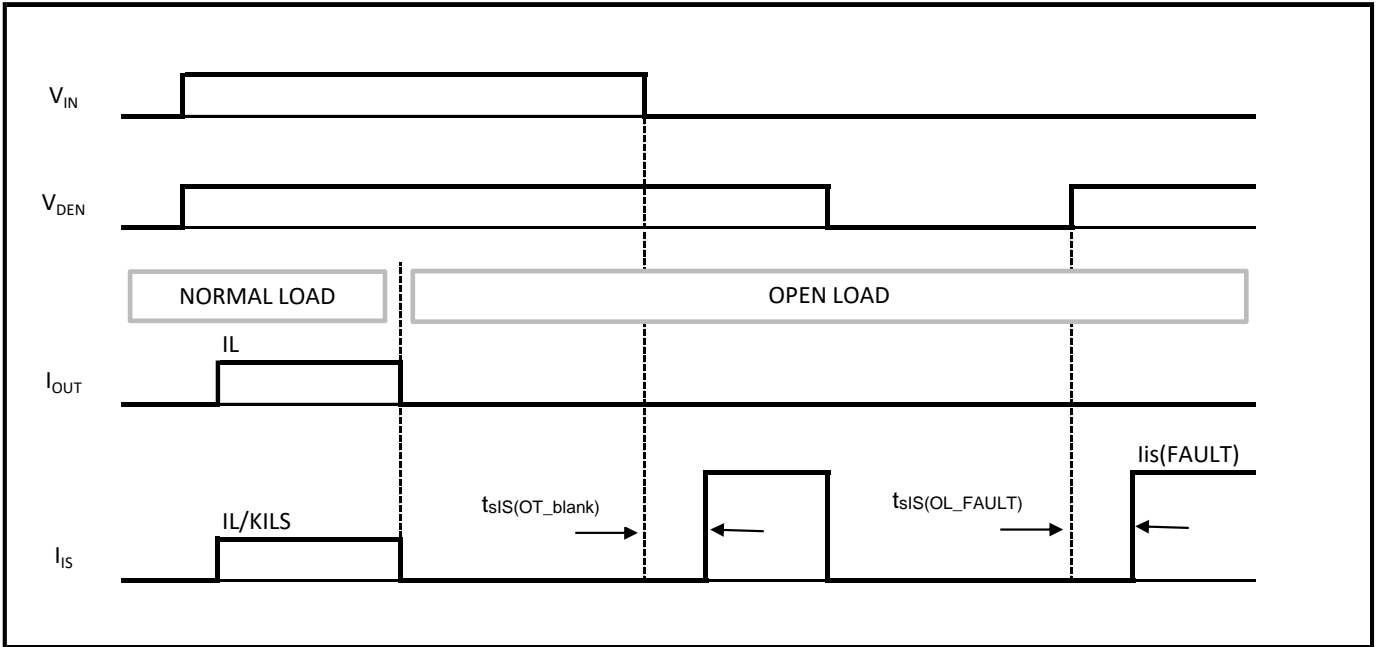 VIN
VDEN
NORMAL LOAD
OPEN LOAD
IL
IOUT
Iis(FAULT)
tsIS(OT_blank)
tsIS(OL_FAULT)
IL/KILS
IIS